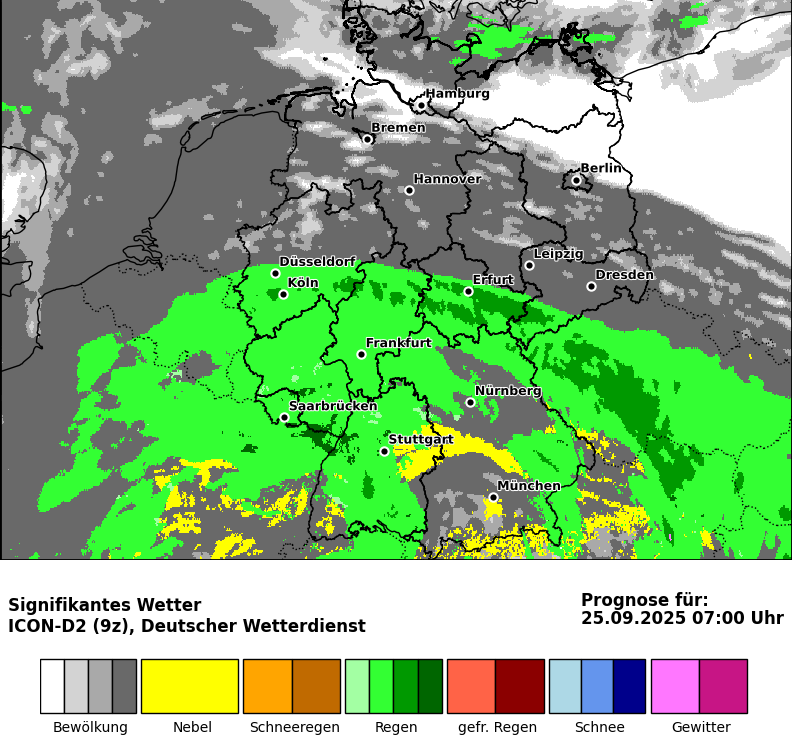 Hamburg
Bremen
Berlin
Hannover
Leipzig
Düsseldorf
Dresden
Köln
Erfurt
Frankfurt
Nürnberg
Saarbrücken
Stuttgart
München
Signifikantes Wetter
ICON-D2 (9z), Deutscher Wetterdienst
Prognose für:
25.09.2025 07:00 Uhr
Bewölkung
Nebel
Schneeregen
Regen
gefr. Regen
Schnee
Gewitter